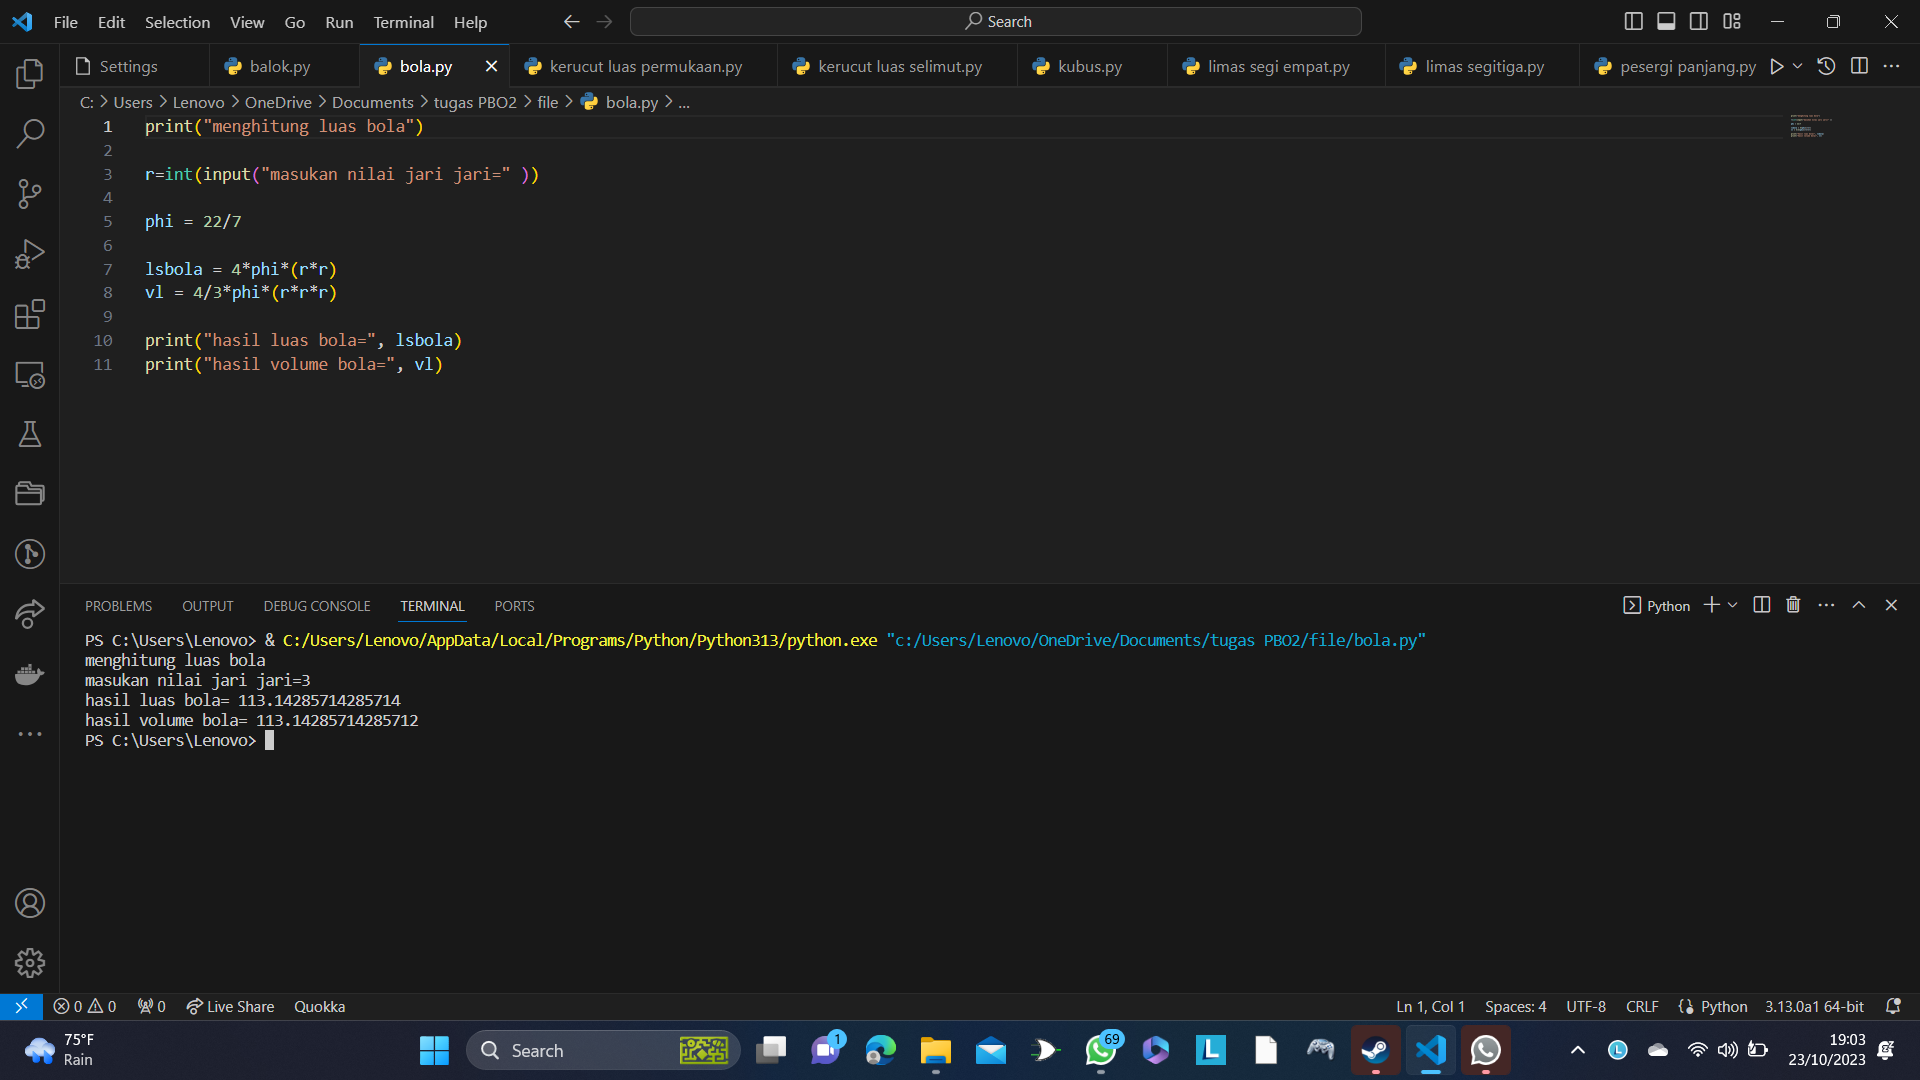 File Edit Selection View Go Run Terminal Help Search
Settings balok.py bola.py kerucut luas permukaan.py kerucut luas selimut.py kubus.py limas segi empat.py limas segitiga.py pesergi panjang.py
C: > Users > Lenovo > OneDrive > Documents > tugas PBO2 > file > bola.py > ...
1 print("menghitung luas bola")
2
3 r=int(input("masukan nilai jari jari=" ))
4
5 phi = 22/7
6
7 lsbola = 4*phi*(r*r)
8 vl = 4/3*phi*(r*r*r)
9
10 print("hasil luas bola=", lsbola)
11 print("hasil volume bola=", vl)
PROBLEMS OUTPUT DEBUG CONSOLE TERMINAL PORTS Python
PS C:\Users\Lenovo> & C:/Users/Lenovo/AppData/Local/Programs/Python/Python313/python.exe "c:/Users/Lenovo/OneDrive/Documents/tugas PBO2/file/bola.py"
menghitung luas bola
masukan nilai jari jari=3
hasil luas bola= 113.14285714285714
hasil volume bola= 113.14285714285712
PS C:\Users\Lenovo>
0 0 0 Live Share Quokka Ln 1, Col 1 Spaces: 4 UTF-8 CRLF Python 3.13.0a1 64-bit
75°F
Rain
Search
1
69
L
L
19:03
23/10/2023